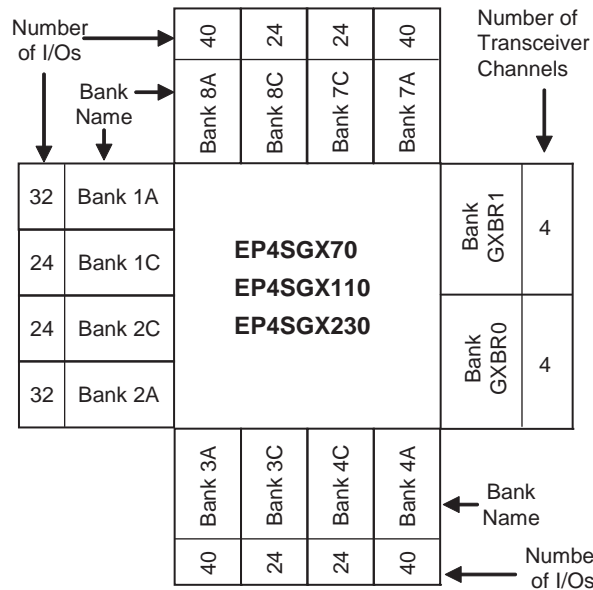 Number
of I/Os
Bank
Name
40
24
24
40
Bank 8A
Bank 8C
Bank 7C
Bank 7A
Number of
Transceiver
Channels
32
Bank 1A
24
Bank 1C
24
Bank 2C
32
Bank 2A
EP4SGX70
EP4SGX110
EP4SGX230
Bank
GXBR1
4
Bank
GXBR0
4
Bank 3A
Bank 3C
Bank 4C
Bank 4A
40
24
24
40
Bank
Name
Number
of I/Os